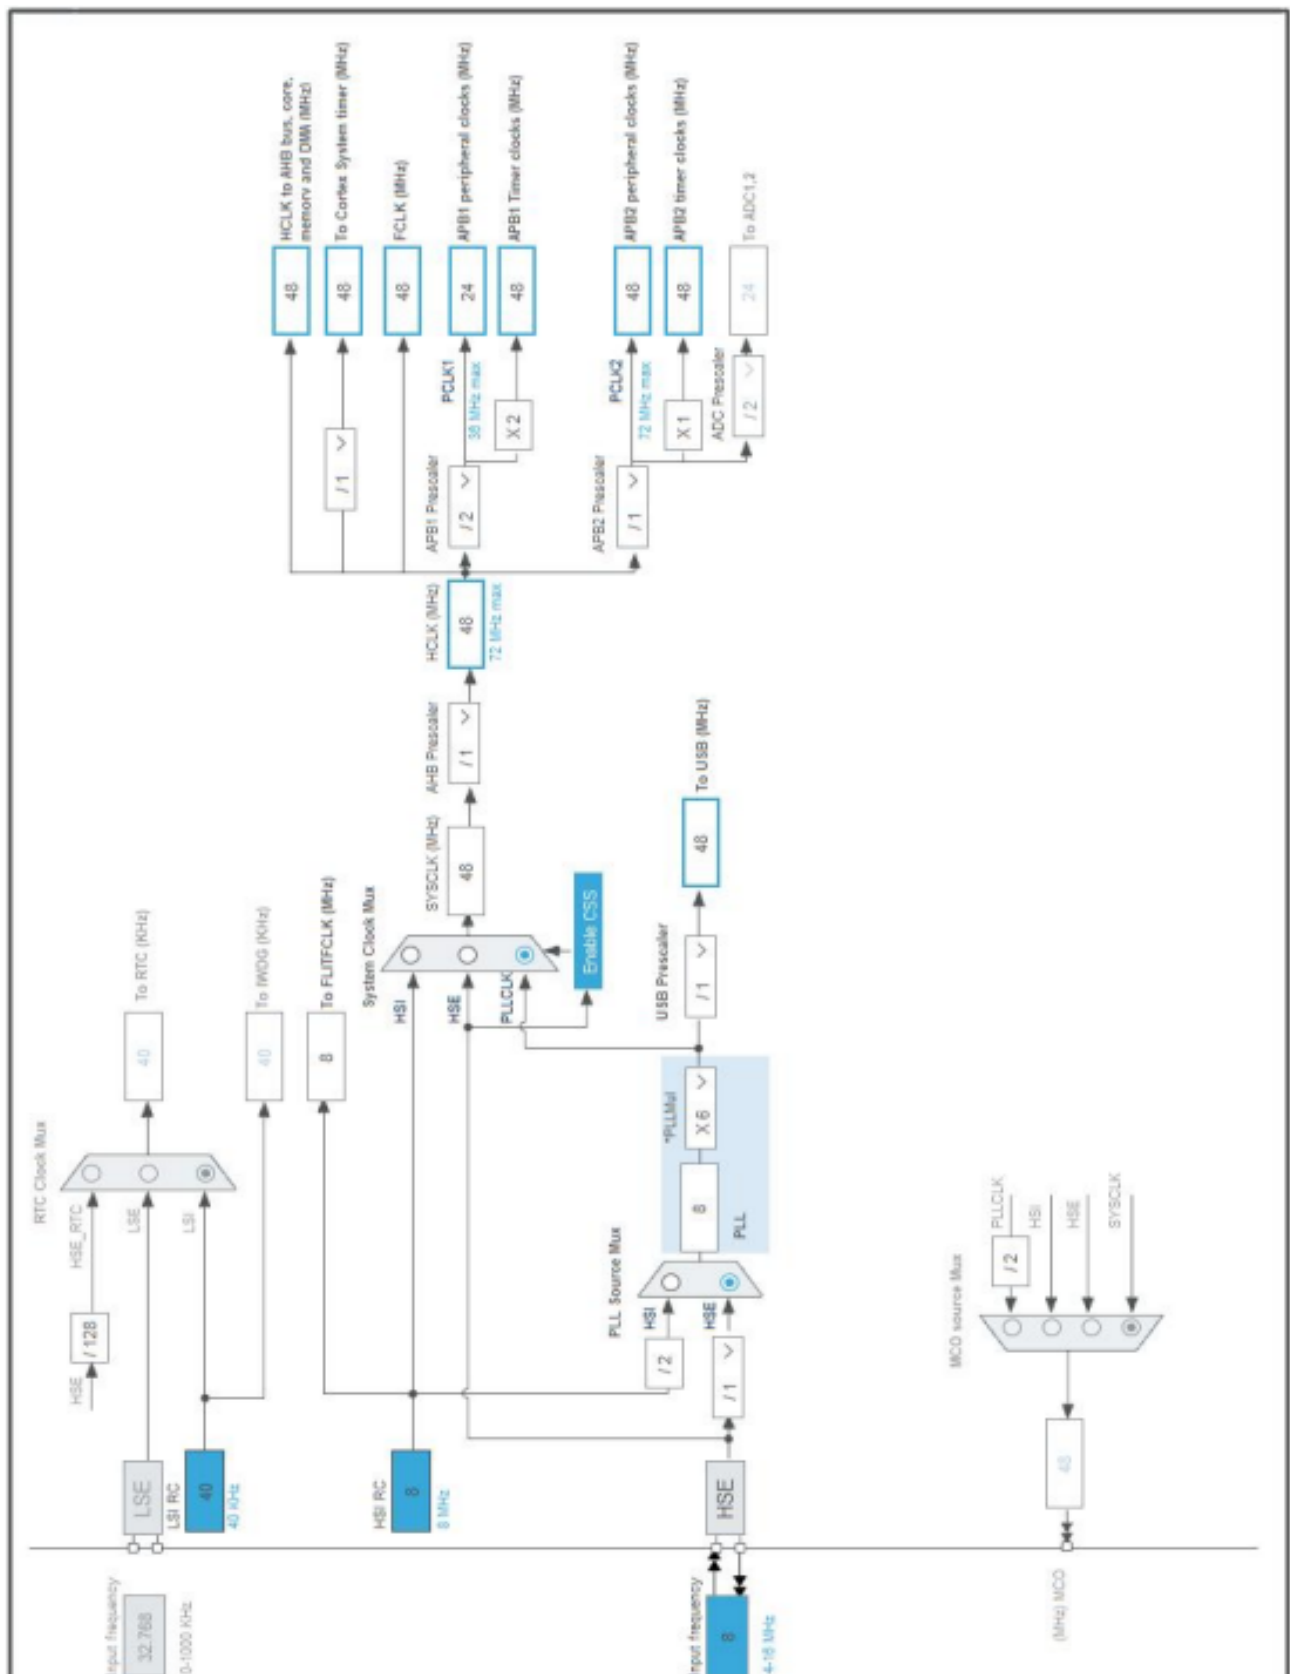 RTC Clock Mux
HSE
/ 128
HSE_RTC
LSE
LSI
40
To RTC (KHz)
40
To IWDG (KHz)
8
To FLITFCLK (MHz)
Input frequency
32.768
0-1000 KHz
LSE
LSI RC
40
40 KHz
HSI RC
8
8 MHz
System Clock Mux
HSI
HSE
PLLCLK
Enable CSS
SYSCLK (MHz)
48
AHB Prescaler
/ 1
HCLK (MHz)
48
72 MHz max
48
HCLK to AHB bus, core,
memory and DMA (MHz)
/ 1
48
To Cortex System timer (MHz)
48
FCLK (MHz)
APB1 Prescaler
/ 2
PCLK1
36 MHz max
24
APB1 peripheral clocks (MHz)
X 2
48
APB1 Timer clocks (MHz)
APB2 Prescaler
/ 1
PCLK2
72 MHz max
48
APB2 peripheral clocks (MHz)
X 1
48
APB2 timer clocks (MHz)
ADC Prescaler
/ 2
24
To ADC1,2
PLL Source Mux
HSI
/ 2
HSE
/ 1
8
*PLLMul
X 6
PLL
USB Prescaler
/ 1
48
To USB (MHz)
Input frequency
8
4-16 MHz
HSE
MCO source Mux
PLLCLK
/ 2
HSI
HSE
SYSCLK
48
(MHz) MCO